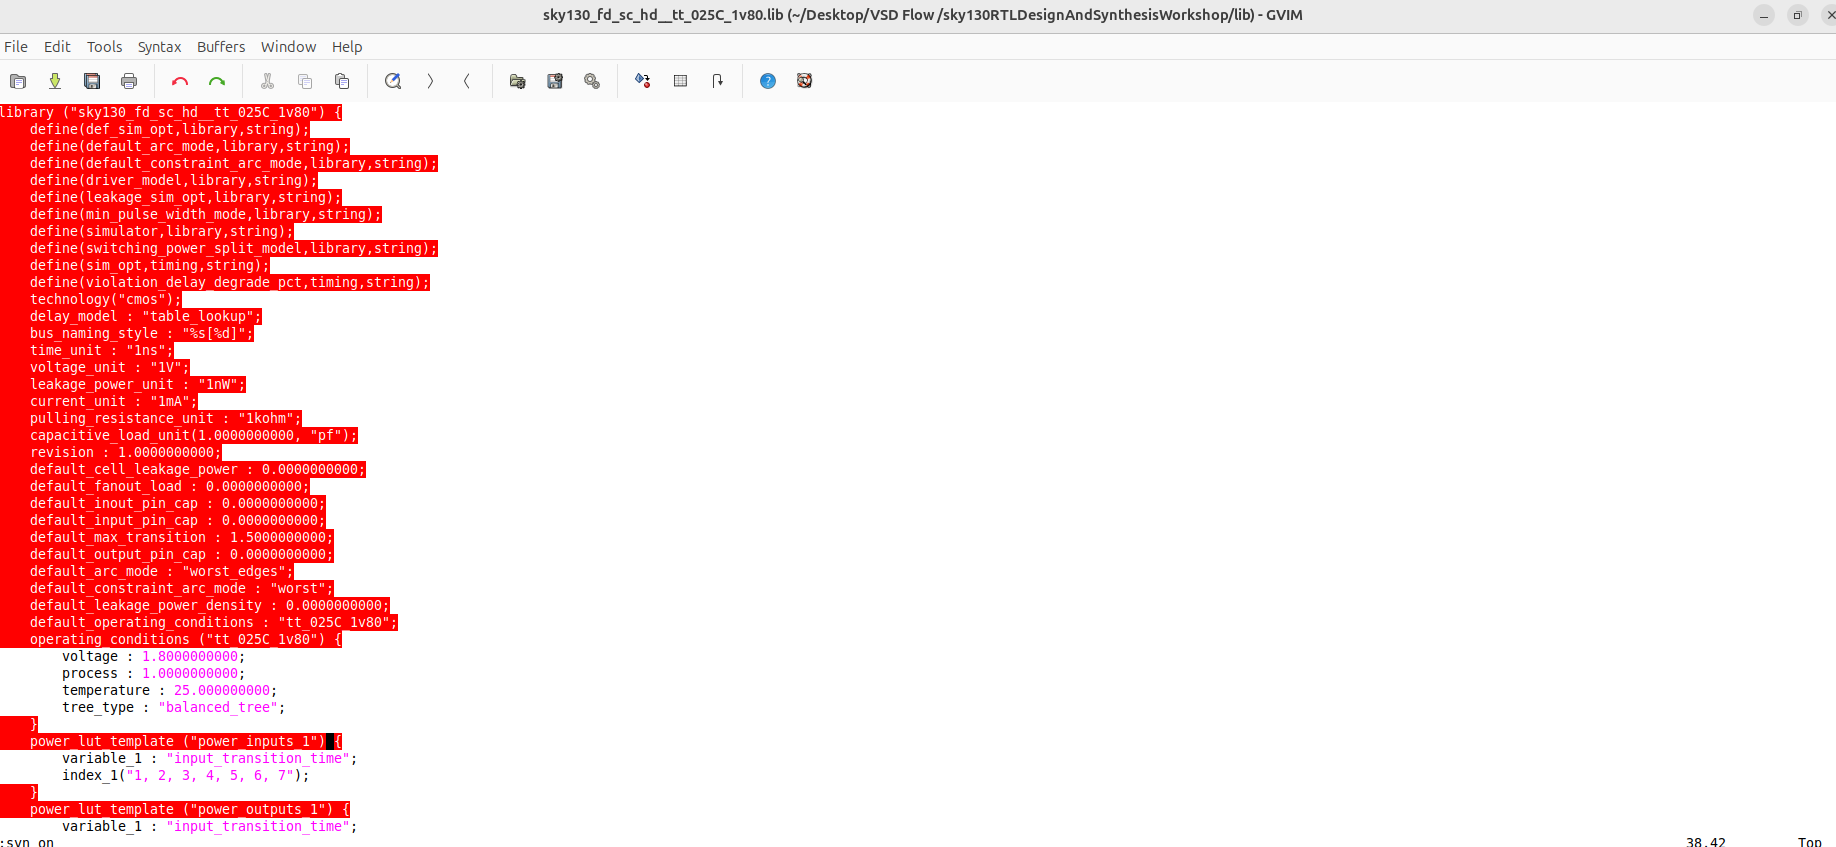 sky130_fd_sc_hd__tt_025C_1v80.lib (~/Desktop/VSD Flow /sky130RTLDesignAndSynthesisWorkshop/lib) - GVIM
File Edit Tools Syntax Buffers Window Help
library ("sky130_fd_sc_hd__tt_025C_1v80") {
define(def_sim_opt,library,string);
define(default_arc_mode,library,string);
define(default_constraint_arc_mode,library,string);
define(driver_model,library,string);
define(leakage_sim_opt,library,string);
define(min_pulse_width_mode,library,string);
define(simulator,library,string);
define(switching_power_split_model,library,string);
define(sim_opt,timing,string);
define(violation_delay_degrade_pct,timing,string);
technology("cmos");
delay_model : "table_lookup";
bus_naming_style : "%s[%d]";
time_unit : "1ns";
voltage_unit : "1V";
leakage_power_unit : "1nW";
current_unit : "1mA";
pulling_resistance_unit : "1kohm";
capacitive_load_unit(1.0000000000, "pf");
revision : 1.0000000000;
default_cell_leakage_power : 0.0000000000;
default_fanout_load : 0.0000000000;
default_inout_pin_cap : 0.0000000000;
default_input_pin_cap : 0.0000000000;
default_max_transition : 1.5000000000;
default_output_pin_cap : 0.0000000000;
default_arc_mode : "worst_edges";
default_constraint_arc_mode : "worst";
default_leakage_power_density : 0.0000000000;
default_operating_conditions : "tt_025C_1v80";
operating_conditions ("tt_025C_1v80") {
voltage : 1.8000000000;
process : 1.0000000000;
temperature : 25.000000000;
tree_type : "balanced_tree";
}
power_lut_template ("power_inputs_1") {
variable_1 : "input_transition_time";
index_1("1, 2, 3, 4, 5, 6, 7");
}
power_lut_template ("power_outputs_1") {
variable_1 : "input_transition_time";
:syn on 38,42 Top